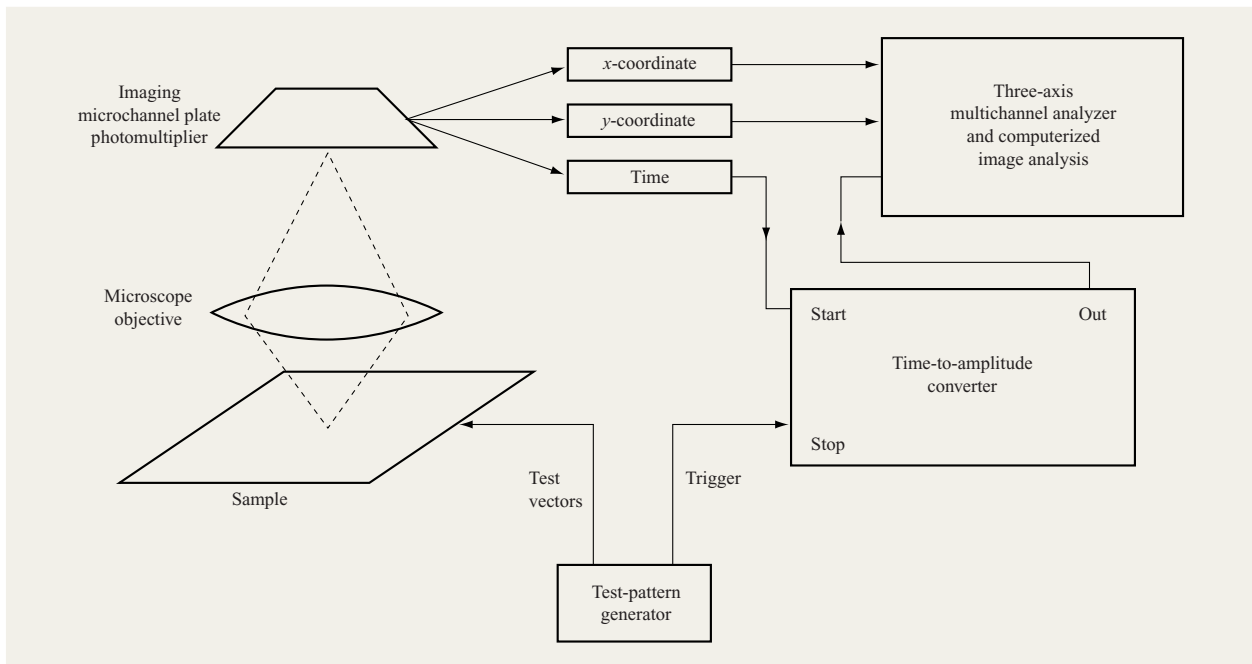 Imaging
microchannel plate
photomultiplier
x-coordinate
y-coordinate
Time
Three-axis
multichannel analyzer
and computerized
image analysis
Microscope
objective
Start
Out
Time-to-amplitude
converter
Stop
Sample
Test
vectors
Trigger
Test-pattern
generator